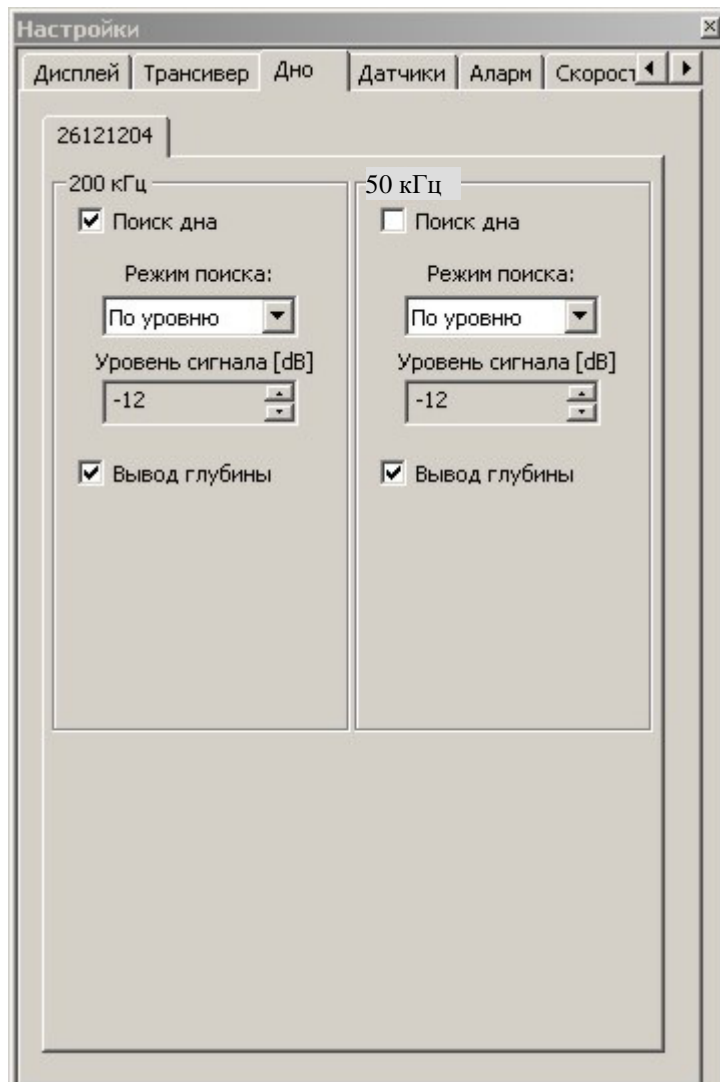 Настройки
Дисплей Трансивер Дно Датчики Аларм Скорост
26121204
200 кГц
Поиск дна
Режим поиска:
По уровню
Уровень сигнала [dB]
-12
Вывод глубины
50 кГц
Поиск дна
Режим поиска:
По уровню
Уровень сигнала [dB]
-12
Вывод глубины